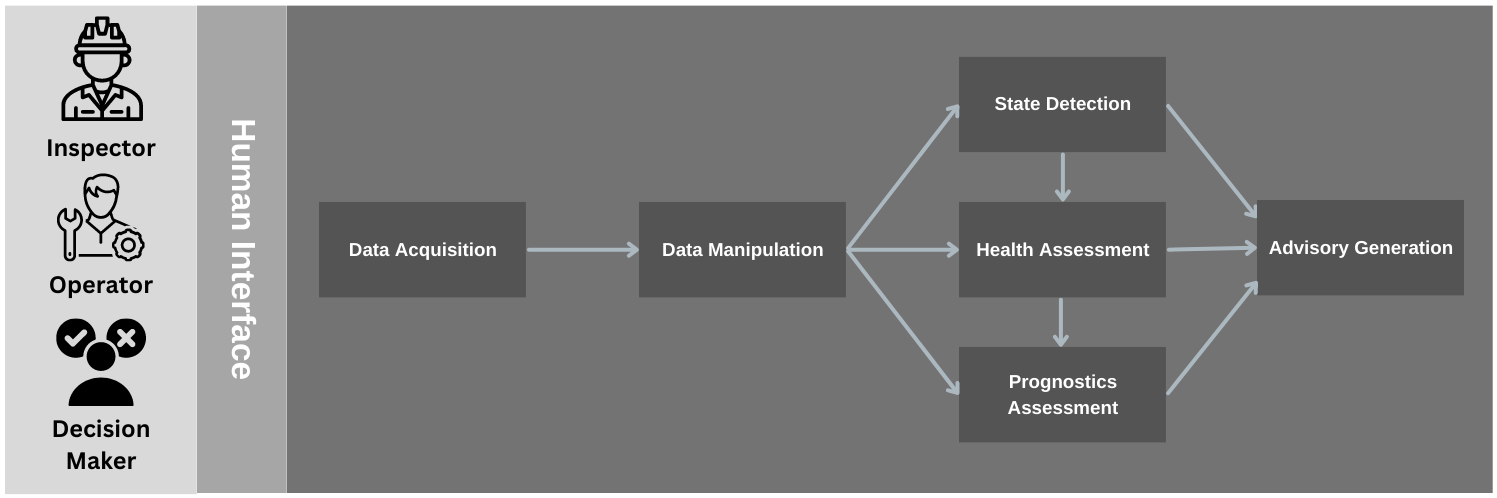 Inspector
Operator
Decision
Maker
Human Interface
Data Acquisition
Data Manipulation
State Detection
Health Assessment
Prognostics
Assessment
Advisory Generation